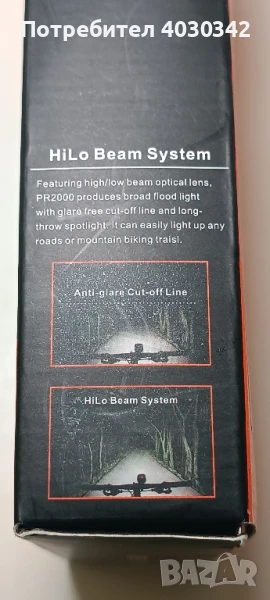 Потребител 4030342
HiLo Beam System
Featuring high/low beam optical lens,
PR2000 produces broad flood light
with glare free cut-off line and long-
throw spotlight. It can easily light up any
roads or mountain biking traisl.
Anti-glare Cut-off Line
HiLo Beam System
BAZAR